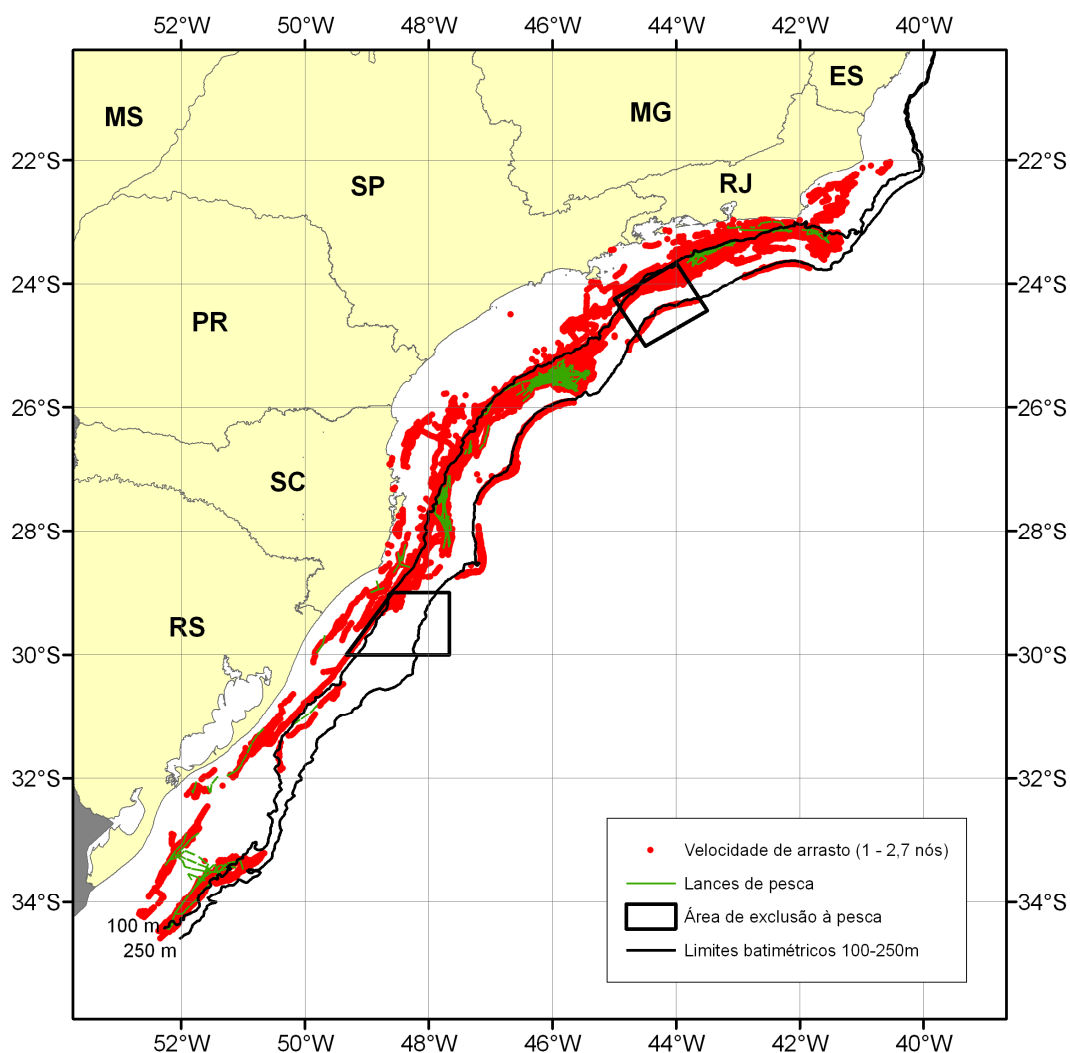 52°W 50°W 48°W 46°W 44°W 42°W 40°W
ES
MS
MG
22°S 22°S
SP
RJ
24°S 24°S
PR
26°S 26°S
SC
28°S 28°S
RS
30°S 30°S
32°S 32°S
Velocidade de arrasto (1 - 2,7 nós)
Lances de pesca
34°S 34°S
Área de exclusão à pesca
100 m
250 m
Limites batimétricos 100-250m
52°W 50°W 48°W 46°W 44°W 42°W 40°W